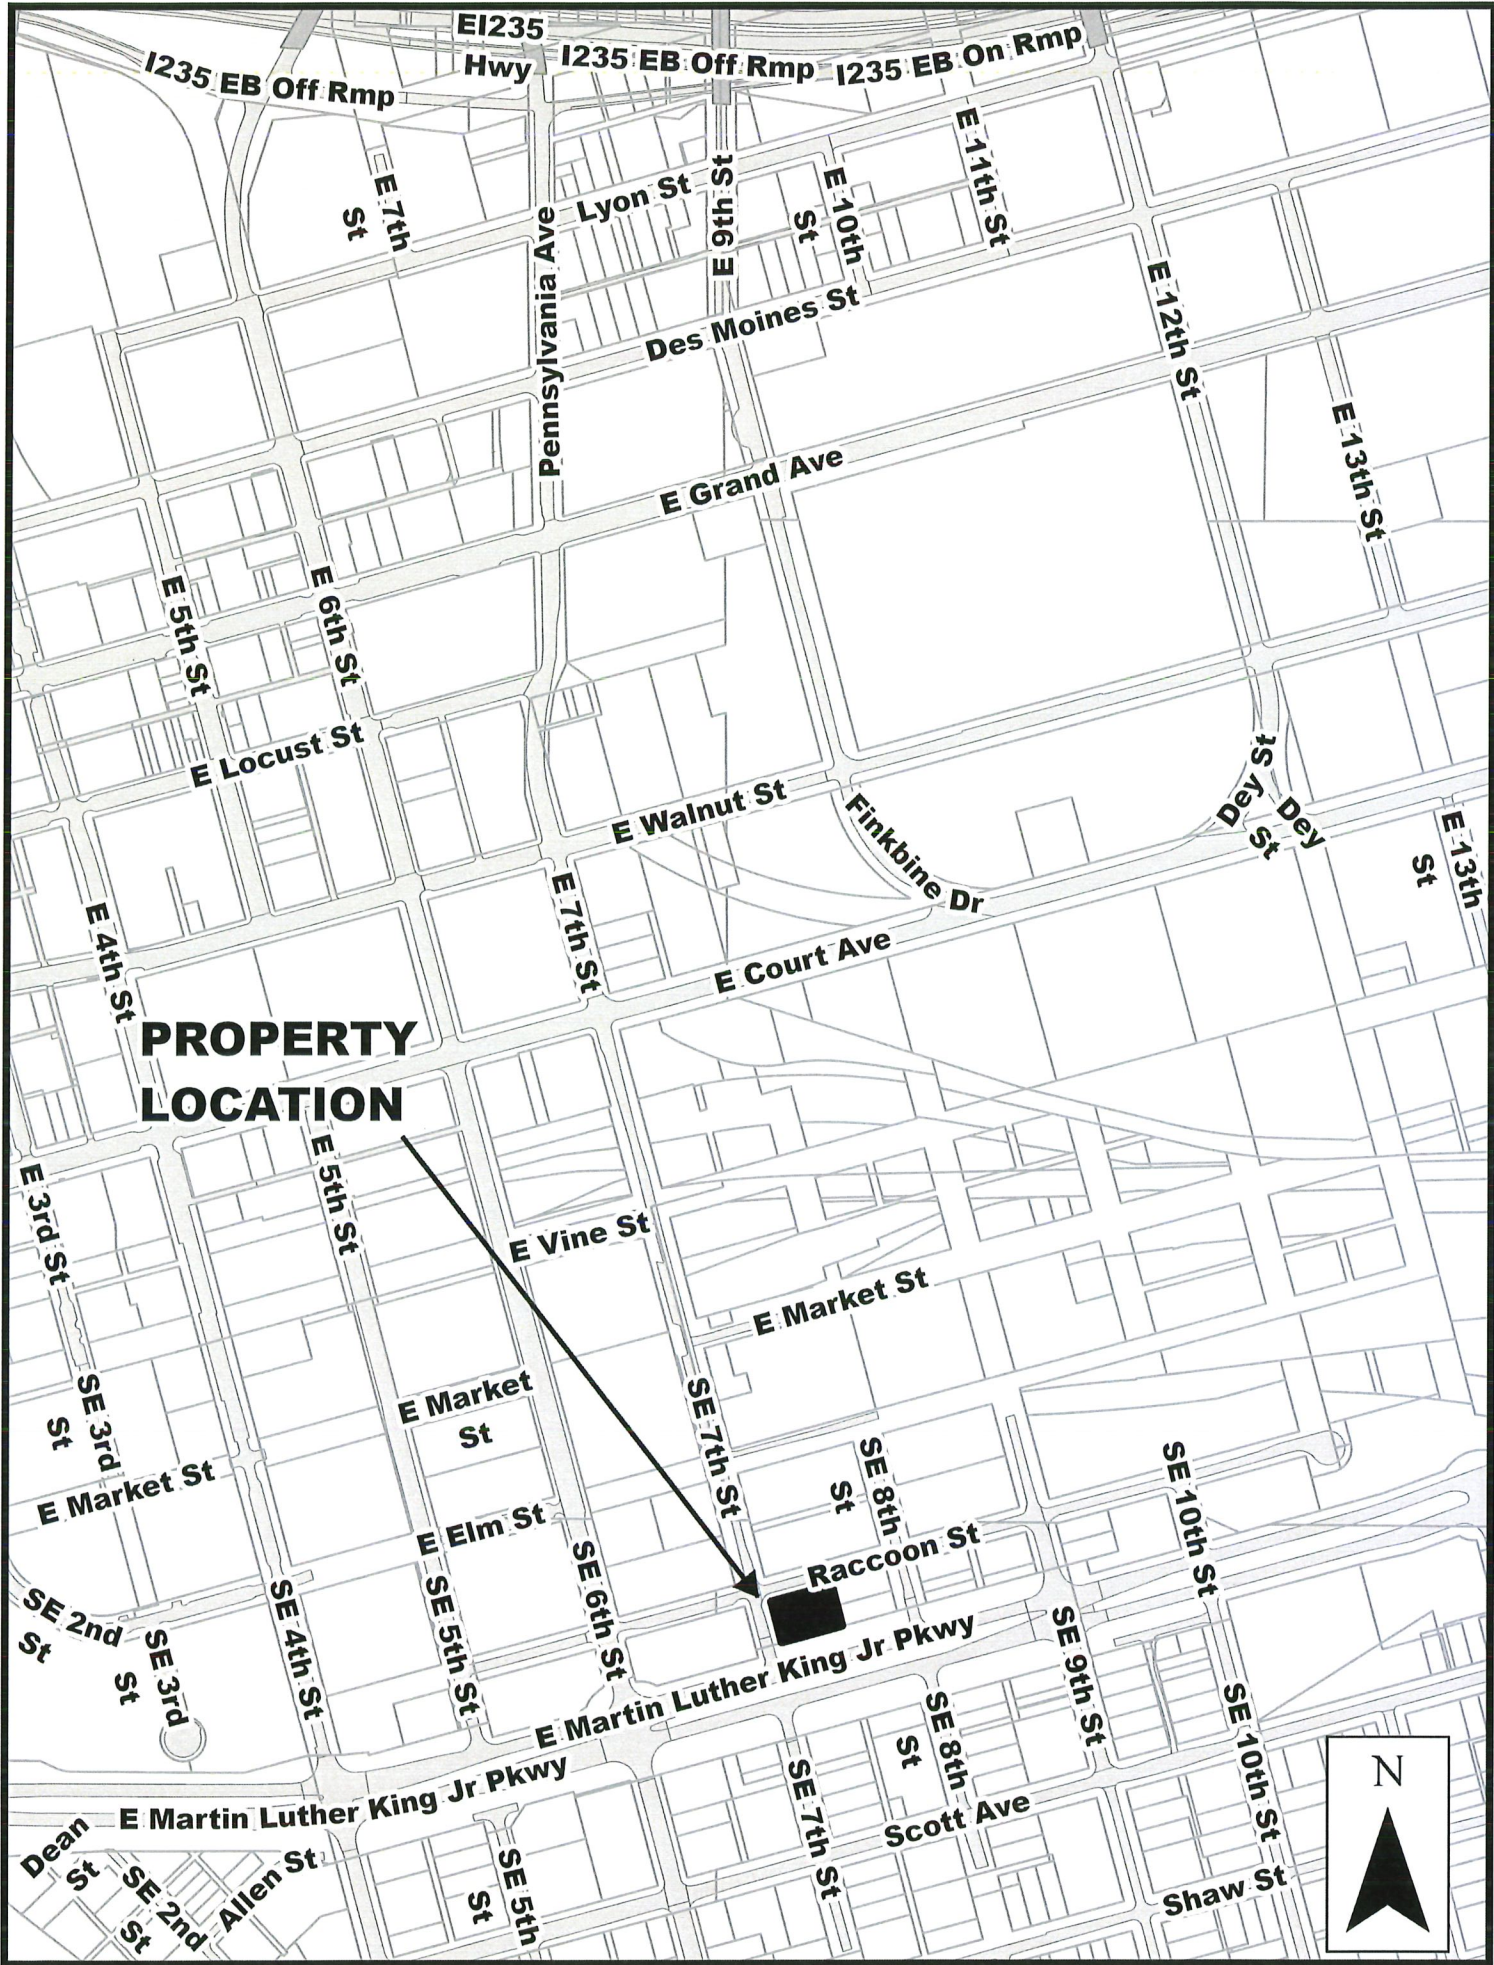 EI235
Hwy
I235 EB Off Rmp
I235 EB On Rmp
I235 EB Off Rmp
E 7th
St
Lyon St
E 9th St
E 10th
St
E 11th St
Pennsylvania Ave
Des Moines St
E 12th St
E Grand Ave
E 13th St
E 5th St
E 6th St
E Locust St
E Walnut St
Finkbine Dr
Dey St
Dey
St
E 13th
St
E 7th St
E 4th St
E Court Ave
PROPERTY
LOCATION
E 3rd St
E 5th St
E Vine St
E Market St
E Market
St
SE 3rd
St
E Market St
SE 7th St
SE 8th
St
SE 10th St
E Elm St
Raccoon St
SE 2nd
St
SE 3rd
St
SE 4th St
SE 5th St
SE 6th St
E Martin Luther King Jr Pkwy
SE 9th St
SE 8th
St
SE 10th St
SE 7th St
E Martin Luther King Jr Pkwy
Scott Ave
Dean
St
SE 2nd
St
Allen St
SE 5th
St
Shaw St
N